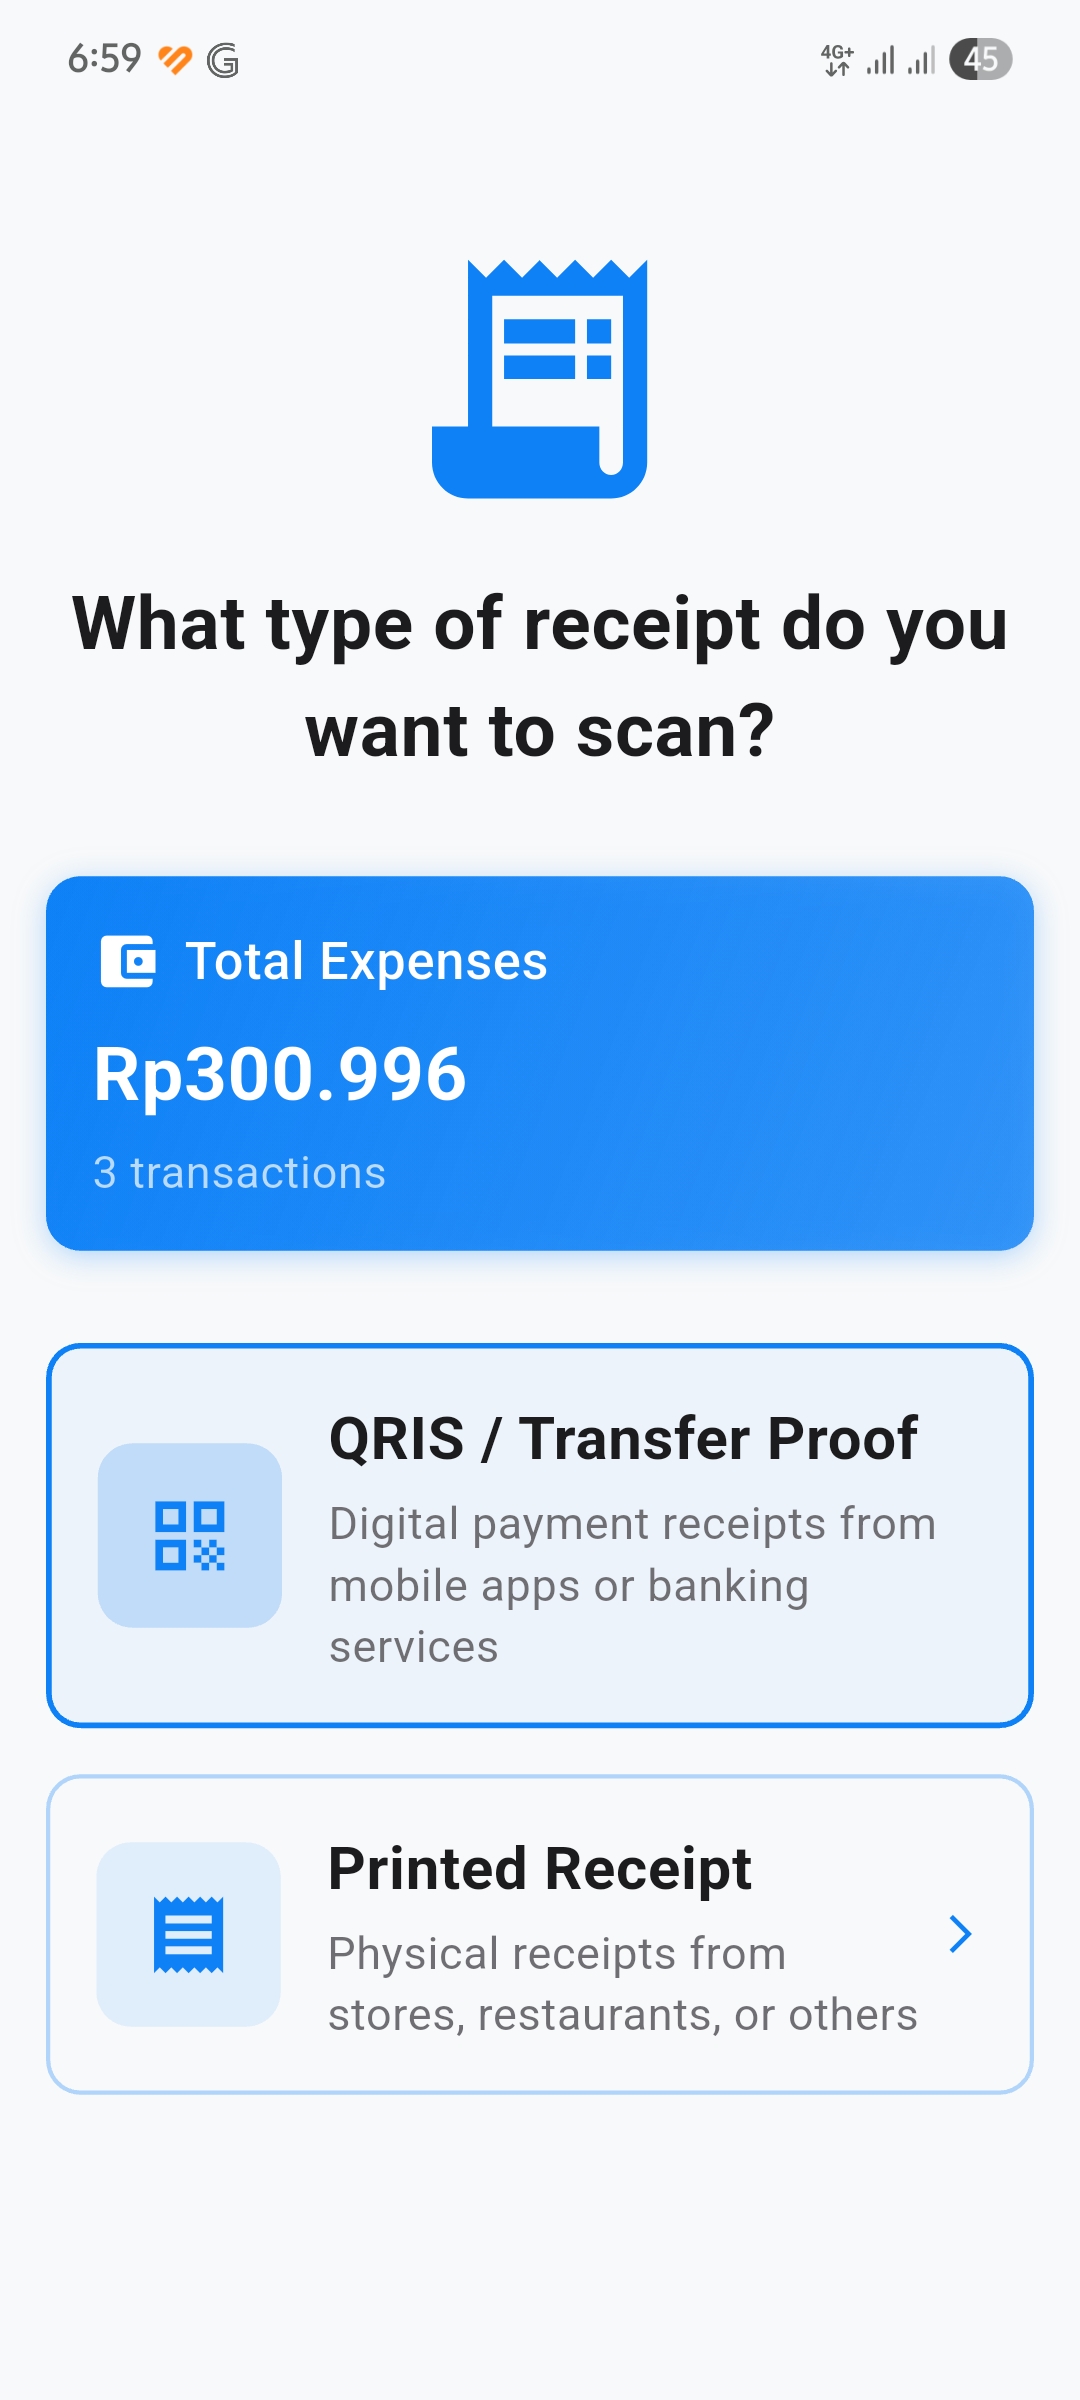 6:59
4G+
45
What type of receipt do you
want to scan?
Total Expenses
Rp300.996
3 transactions
QRIS / Transfer Proof
Digital payment receipts from
mobile apps or banking
services
Printed Receipt
Physical receipts from
stores, restaurants, or others